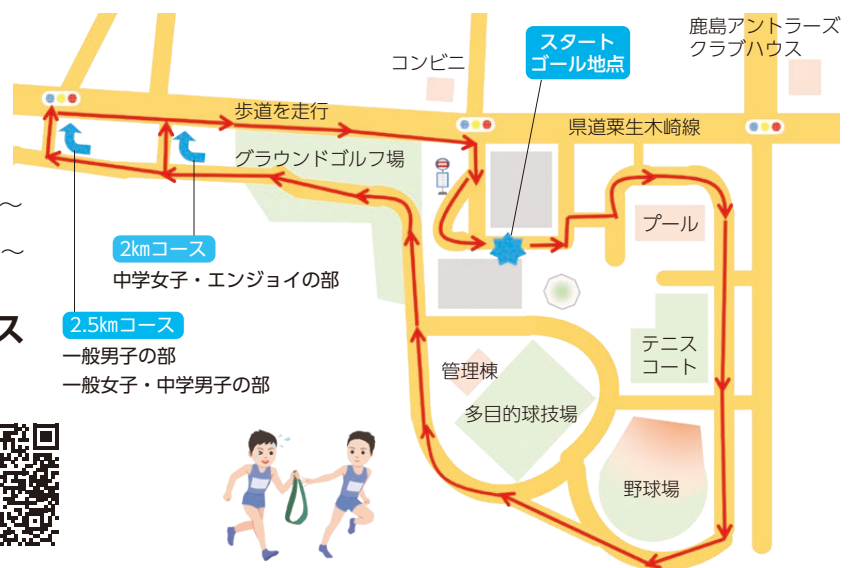 鹿島アントラーズ
クラブハウス
スタート
ゴール地点
コンビニ
歩道を走行
県道粟生木崎線
グラウンドゴルフ場
～
プール
～
2kmコース
中学女子・エンジョイの部
2.5kmコース
ス
一般男子の部
一般女子・中学男子の部
テニス
コート
管理棟
多目的球技場
野球場